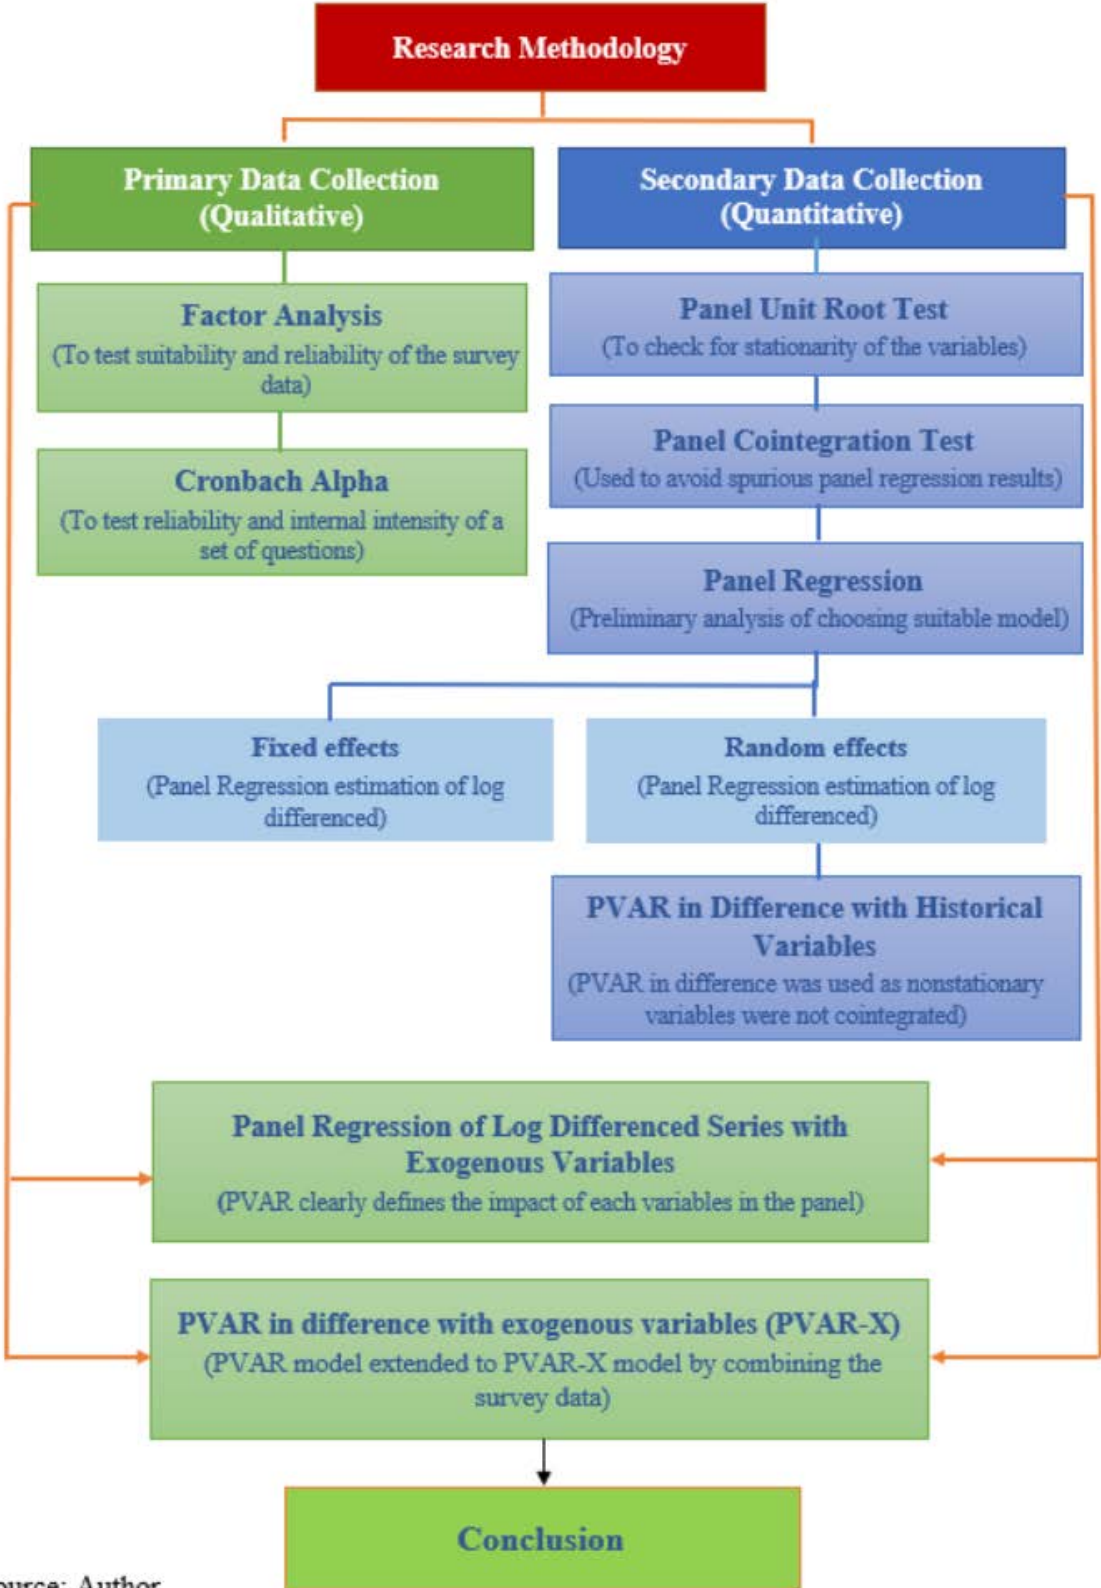 Research Methodology
Primary Data Collection
(Qualitative)
Secondary Data Collection
(Quantitative)
Factor Analysis
(To test suitability and reliability of the survey
data)
Cronbach Alpha
(To test reliability and internal intensity of a
set of questions)
Panel Unit Root Test
(To check for stationarity of the variables)
Panel Cointegration Test
(Used to avoid spurious panel regression results)
Panel Regression
(Preliminary analysis of choosing suitable model)
Fixed effects
(Panel Regression estimation of log
differenced)
Random effects
(Panel Regression estimation of log
differenced)
PVAR in Difference with Historical
Variables
(PVAR in difference was used as nonstationary
variables were not cointegrated)
Panel Regression of Log Differenced Series with
Exogenous Variables
(PVAR clearly defines the impact of each variables in the panel)
PVAR in difference with exogenous variables (PVAR-X)
(PVAR model extended to PVAR-X model by combining the
survey data)
Conclusion
ource: Author